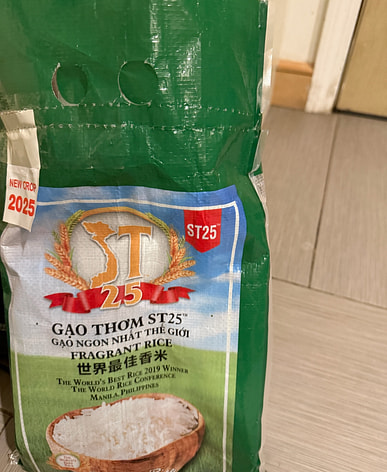 NEW CROP
2025
ST25™
ST
25
GẠO THƠM ST25™
GẠO NGON NHẤT THẾ GIỚI
FRAGRANT RICE
世界最佳香米
THE WORLD'S BEST RICE 2019 WINNER
THE WORLD RICE CONFERENCE
MANILA, PHILIPPINES